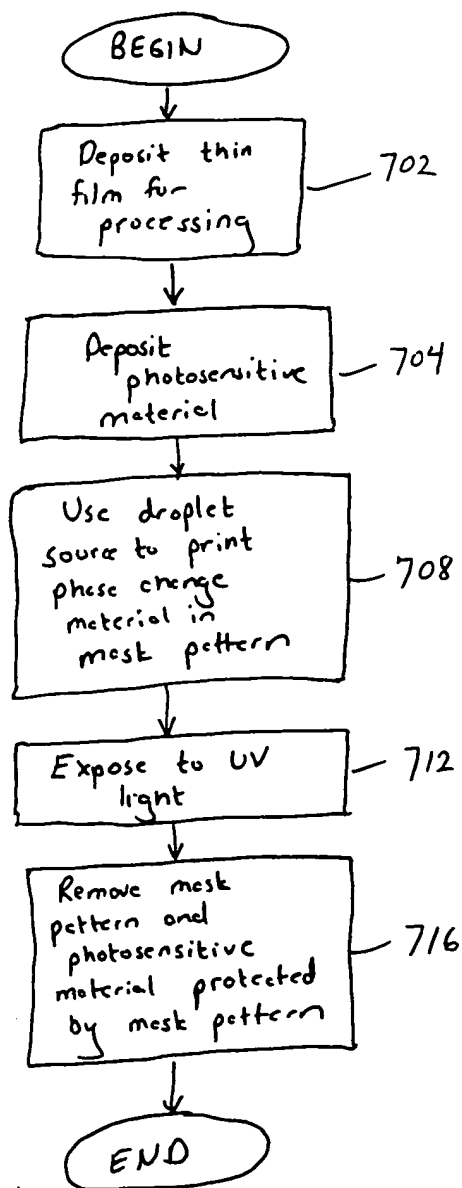 BEGIN
Deposit thin
film for
processing
702
Deposit
photosensitive
material
704
Use droplet
source to print
phase change
material in
mask pattern
708
Expose to UV
light
712
Remove mask
pattern and
photosensitive
material protected
by mask pattern
716
END